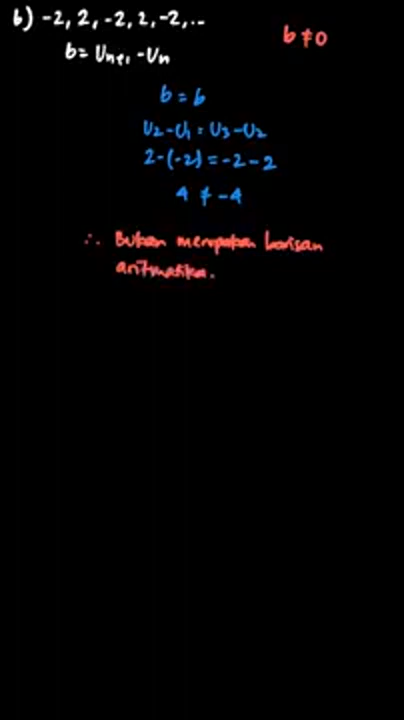 b) -2, 2, -2, 2, -2, ...
b ≠ 0
b = Uₙ₊₁ - Uₙ
b = b
U₂ - U₁ = U₃ - U₂
2 - (-2) = -2 - 2
4 ≠ -4
∴ Bukan merupakan barisan
aritmatika.